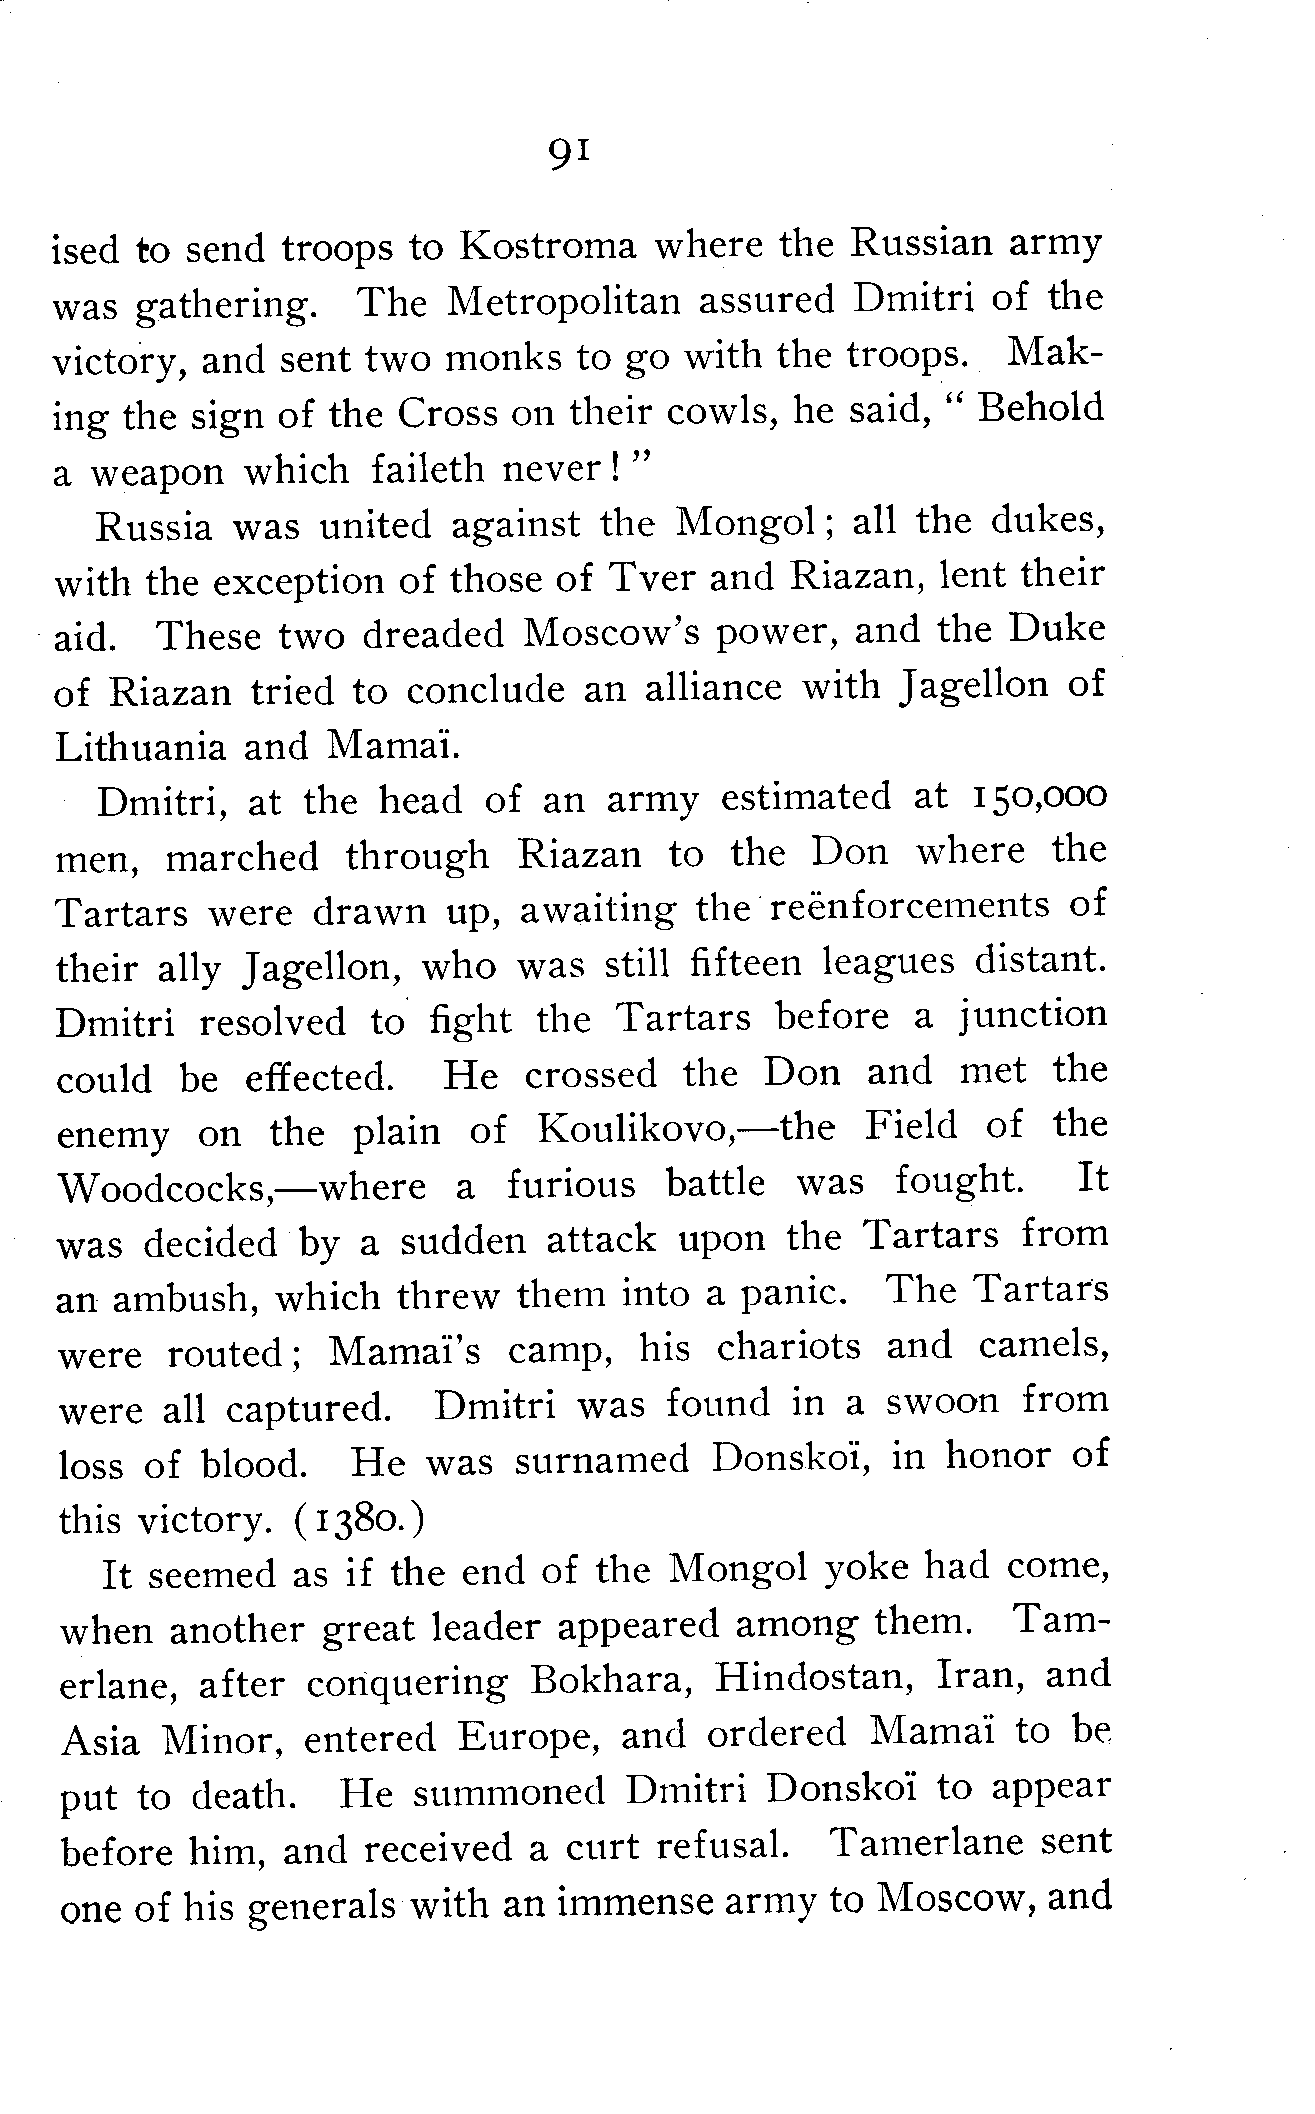 91
ised to send troops to Kostroma where the Russian army
was gathering. The Metropolitan assured Dmitri of the
victory, and sent two monks to go with the troops. Mak-
ing the sign of the Cross on their cowls, he said, “ Behold
a weapon which faileth never! ”
Russia was united against the Mongol; all the dukes,
with the exception of those of Tver and Riazan, lent their
aid. These two dreaded Moscow's power, and the Duke
of Riazan tried to conclude an alliance with Jagellon of
Lithuania and Mamaï.
Dmitri, at the head of an army estimated at 150,000
men, marched through Riazan to the Don where the
Tartars were drawn up, awaiting the reënforcements of
their ally Jagellon, who was still fifteen leagues distant.
Dmitri resolved to fight the Tartars before a junction
could be effected. He crossed the Don and met the
enemy on the plain of Koulikovo,—the Field of the
Woodcocks,—where a furious battle was fought. It
was decided by a sudden attack upon the Tartars from
an ambush, which threw them into a panic. The Tartars
were routed; Mamaï's camp, his chariots and camels,
were all captured. Dmitri was found in a swoon from
loss of blood. He was surnamed Donskoï, in honor of
this victory. (1380.)
It seemed as if the end of the Mongol yoke had come,
when another great leader appeared among them. Tam-
erlane, after conquering Bokhara, Hindostan, Iran, and
Asia Minor, entered Europe, and ordered Mamaï to be
put to death. He summoned Dmitri Donskoï to appear
before him, and received a curt refusal. Tamerlane sent
one of his generals with an immense army to Moscow, and